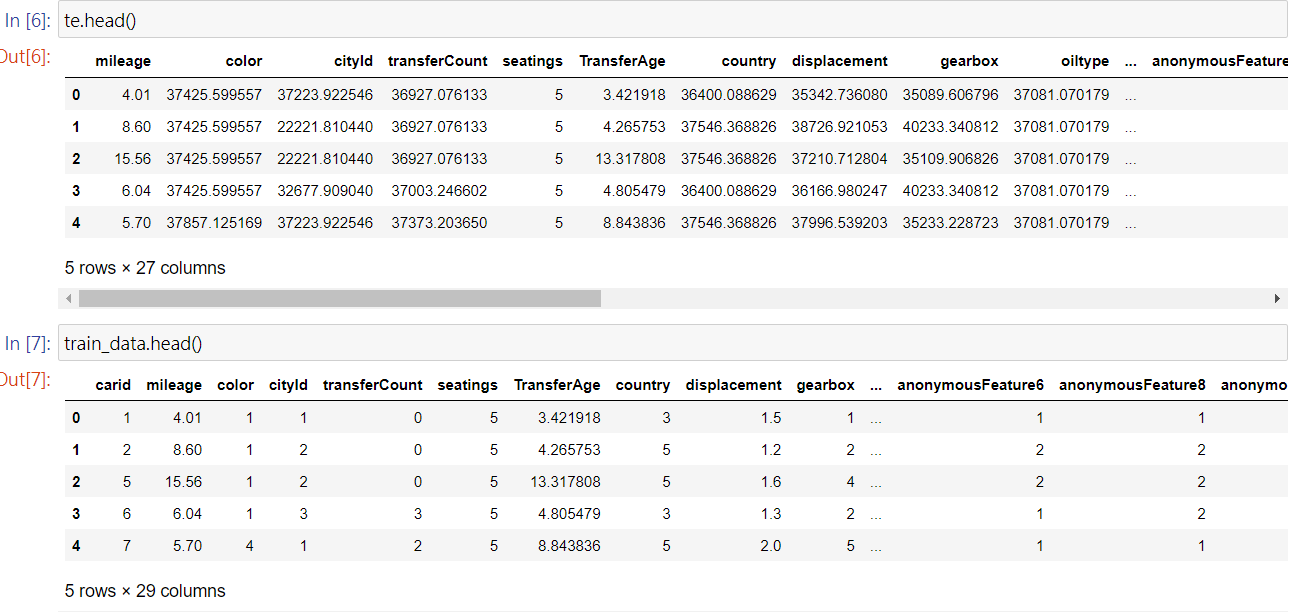 In [6]: te.head()
Out[6]:
mileage color cityId transferCount seatings TransferAge country displacement gearbox oiltype ... anonymousFeature
0 4.01 37425.599557 37223.922546 36927.076133 5 3.421918 36400.088629 35342.736080 35089.606796 37081.070179 ...
1 8.60 37425.599557 22221.810440 36927.076133 5 4.265753 37546.368826 38726.921053 40233.340812 37081.070179 ...
2 15.56 37425.599557 22221.810440 36927.076133 5 13.317808 37546.368826 37210.712804 35109.906826 37081.070179 ...
3 6.04 37425.599557 32677.909040 37003.246602 5 4.805479 36400.088629 36166.980247 40233.340812 37081.070179 ...
4 5.70 37857.125169 37223.922546 37373.203650 5 8.843836 37546.368826 37996.539203 35233.228723 37081.070179 ...
5 rows × 27 columns
In [7]: train_data.head()
Out[7]:
carid mileage color cityId transferCount seatings TransferAge country displacement gearbox ... anonymousFeature6 anonymousFeature8 anonymo
0 1 4.01 1 1 0 5 3.421918 3 1.5 1 ... 1 1
1 2 8.60 1 2 0 5 4.265753 5 1.2 2 ... 2 2
2 5 15.56 1 2 0 5 13.317808 5 1.6 4 ... 2 2
3 6 6.04 1 3 3 5 4.805479 3 1.3 2 ... 1 2
4 7 5.70 4 1 2 5 8.843836 5 2.0 5 ... 1 1
5 rows × 29 columns